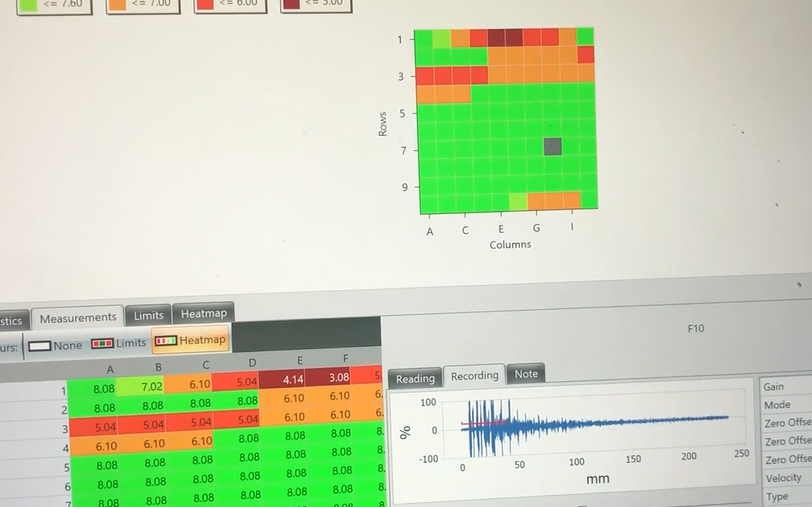 <= 7.60 <= 7.00 <= 6.00 <= 5.00
1
3
5
7
9
Rows
A C E G I
Columns
stics Measurements Limits Heatmap
urs: None Limits Heatmap
A B C D E F
1 8.08 7.02 6.10 5.04 4.14 3.08 5.
2 8.08 8.08 8.08 8.08 6.10 6.10 6.
3 5.04 5.04 5.04 5.04 6.10 6.10 6.
4 6.10 6.10 6.10 8.08 8.08 8.08 8.
5 8.08 8.08 8.08 8.08 8.08 8.08 8.
6 8.08 8.08 8.08 8.08 8.08 8.08 8.
7 8.08 8.08 8.08 8.08 8.08 8.08
F10
Reading Recording Note
100
0
-100
%
0 50 100 150 200 250
mm
Gain
Mode
Zero Offse
Zero Offse
Zero Offse
Velocity
Type